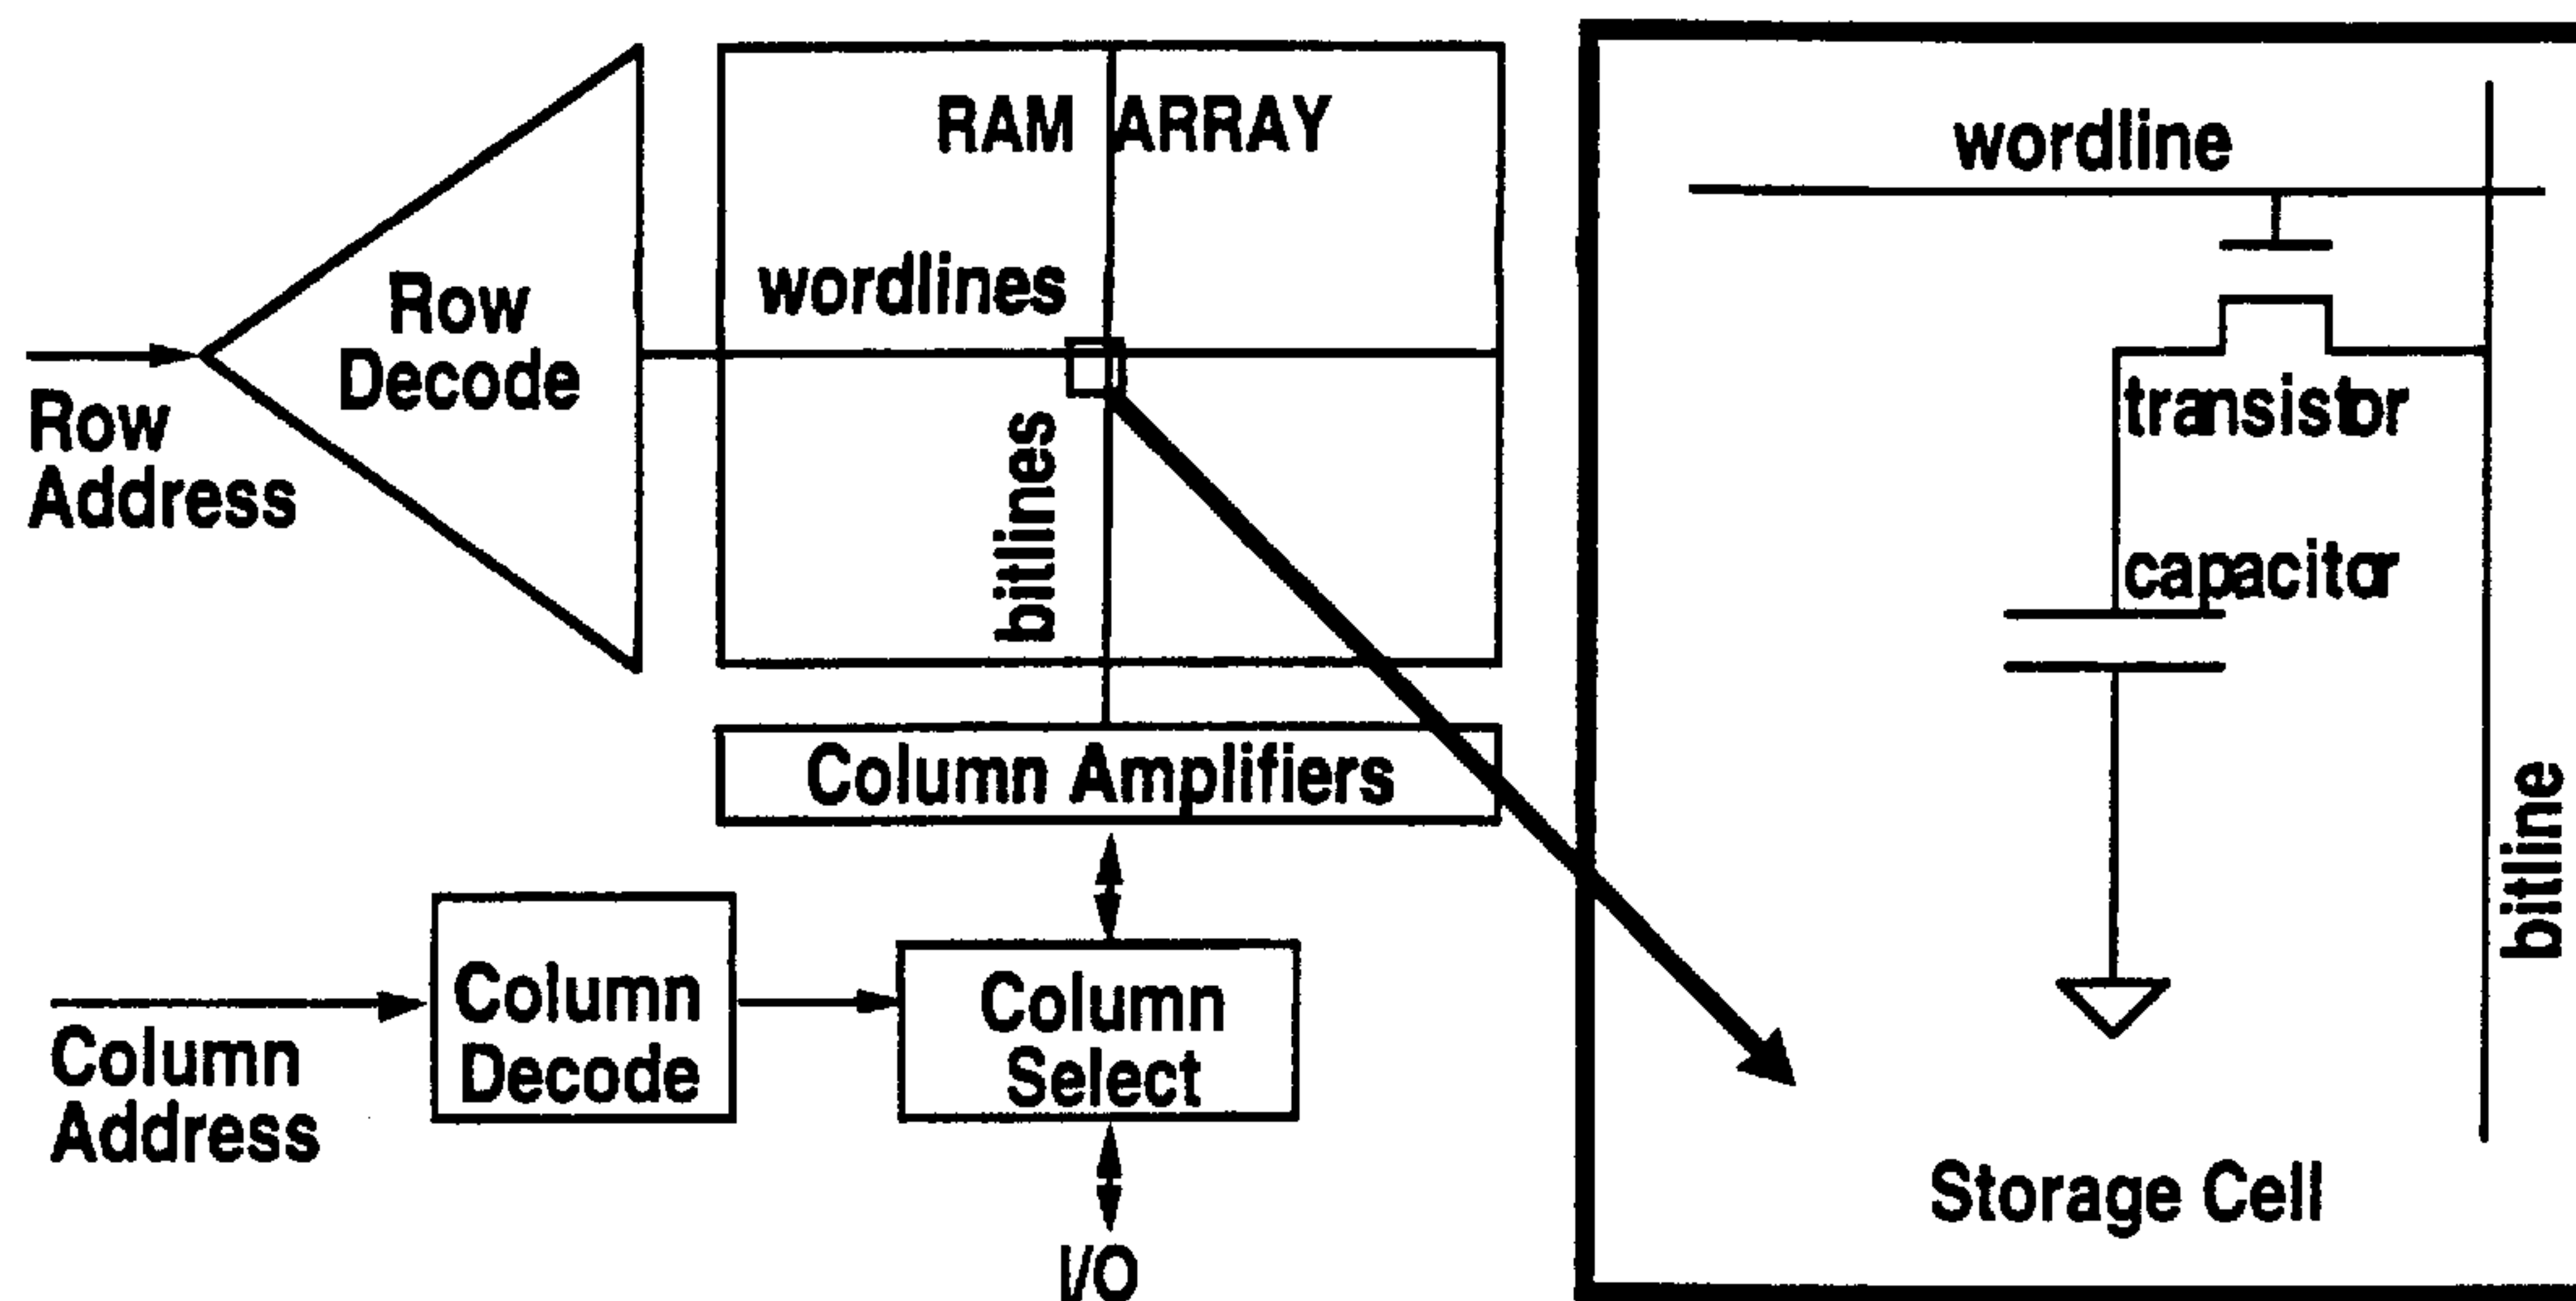 RAM ARRAY
wordlines
Row
Decode
Row
Address
bitlines
Column Amplifiers
Column
Decode
Column
Address
Column
Select
I/O
wordline
transistor
capacitor
bitline
Storage Cell